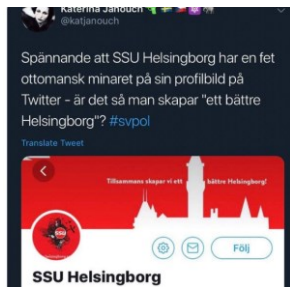 Katerina Janouch
@katjanouch
Spännande att SSU Helsingborg har en fet
ottomansk minaret på sin profilbild på
Twitter - är det så man skapar "ett bättre
Helsingborg"? #svpol
Translate Tweet
Tillsammans skapar vi ett bättre Helsingborg!
SSU
Följ
SSU Helsingborg